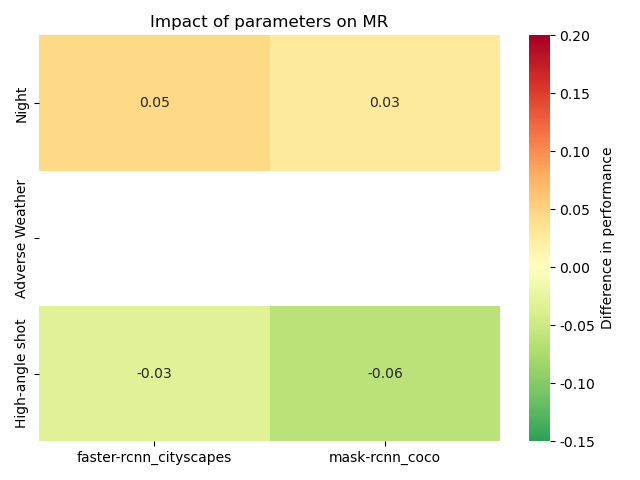 Impact of parameters on MR
Night
0.05
0.03
Adverse Weather
High-angle shot
-0.03
-0.06
faster-rcnn_cityscapes
mask-rcnn_coco
0.20
0.15
0.10
0.05
0.00
-0.05
-0.10
-0.15
Difference in performance